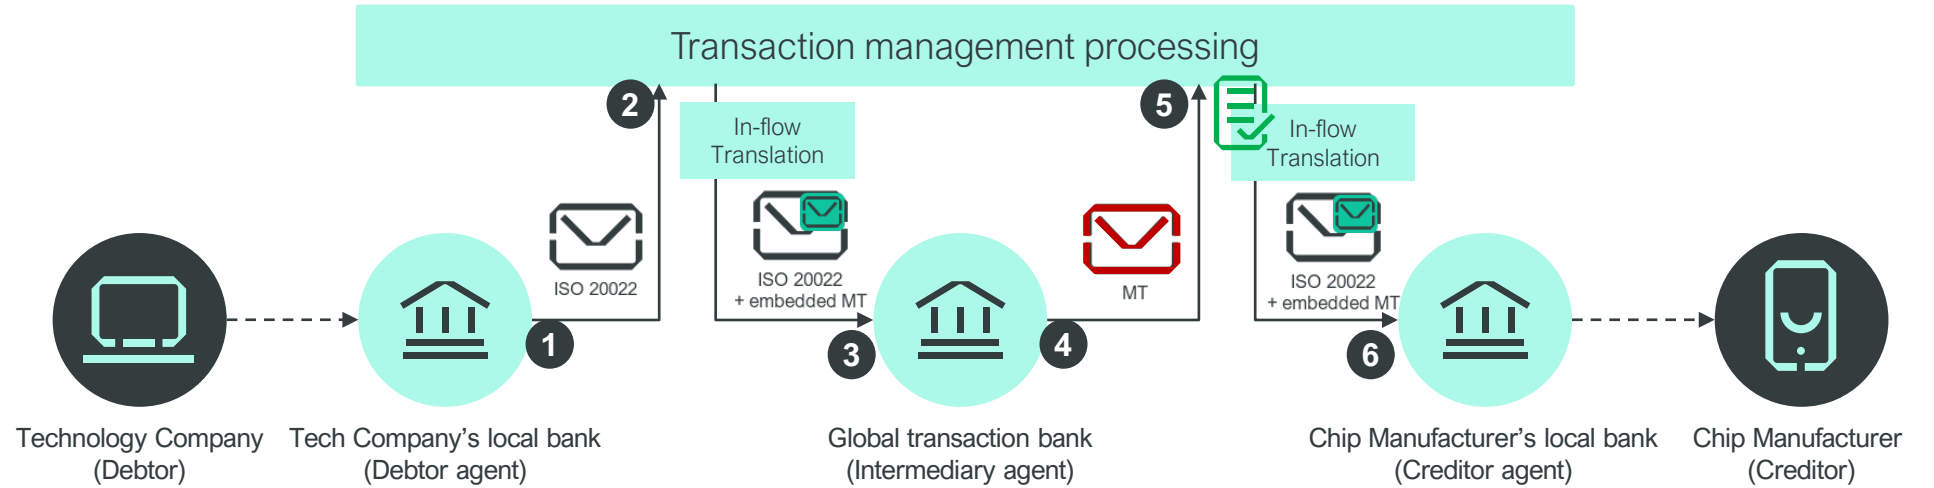 Transaction management processing
2
5
In-flow
Translation
In-flow
Translation
ISO 20022
ISO 20022
+ embedded MT
MT
ISO 20022
+ embedded MT
1
3
4
6
Technology Company
(Debtor)
Tech Company's local bank
(Debtor agent)
Global transaction bank
(Intermediary agent)
Chip Manufacturer's local bank
(Creditor agent)
Chip Manufacturer
(Creditor)